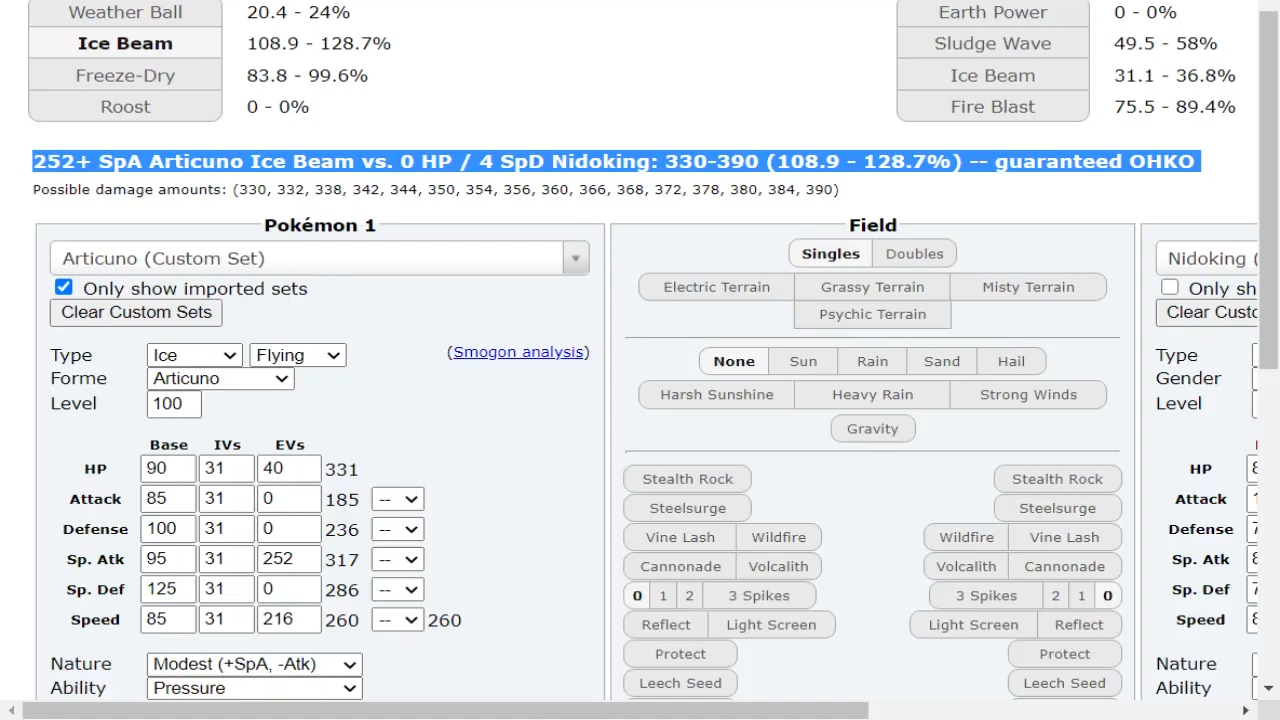 Weather Ball 20.4 - 24% Earth Power 0 - 0%
Ice Beam 108.9 - 128.7% Sludge Wave 49.5 - 58%
Freeze-Dry 83.8 - 99.6% Ice Beam 31.1 - 36.8%
Roost 0 - 0% Fire Blast 75.5 - 89.4%
252+ SpA Articuno Ice Beam vs. 0 HP / 4 SpD Nidoking: 330-390 (108.9 - 128.7%) -- guaranteed OHKO
Possible damage amounts: (330, 332, 338, 342, 344, 350, 354, 356, 360, 366, 368, 372, 378, 380, 384, 390)
Pokémon 1
Articuno (Custom Set)
Only show imported sets
Clear Custom Sets
Type Ice Flying (Smogon analysis)
Forme Articuno
Level 100
Base IVs EVs
HP 90 31 40 331
Attack 85 31 0 185 --
Defense 100 31 0 236 --
Sp. Atk 95 31 252 317 --
Sp. Def 125 31 0 286 --
Speed 85 31 216 260 -- 260
Nature Modest (+SpA, -Atk)
Ability Pressure
Field
Singles Doubles
Electric Terrain Grassy Terrain Misty Terrain
Psychic Terrain
None Sun Rain Sand Hail
Harsh Sunshine Heavy Rain Strong Winds
Gravity
Stealth Rock Stealth Rock
Steelsurge Steelsurge
Vine Lash Wildfire Wildfire Vine Lash
Cannonade Volcalith Volcalith Cannonade
0 1 2 3 Spikes 3 Spikes 2 1 0
Reflect Light Screen Light Screen Reflect
Protect Protect
Leech Seed Leech Seed
Nidoking (
Only sh
Clear Custo
Type
Gender
Level
HP
Attack
Defense
Sp. Atk
Sp. Def
Speed
Nature
Ability